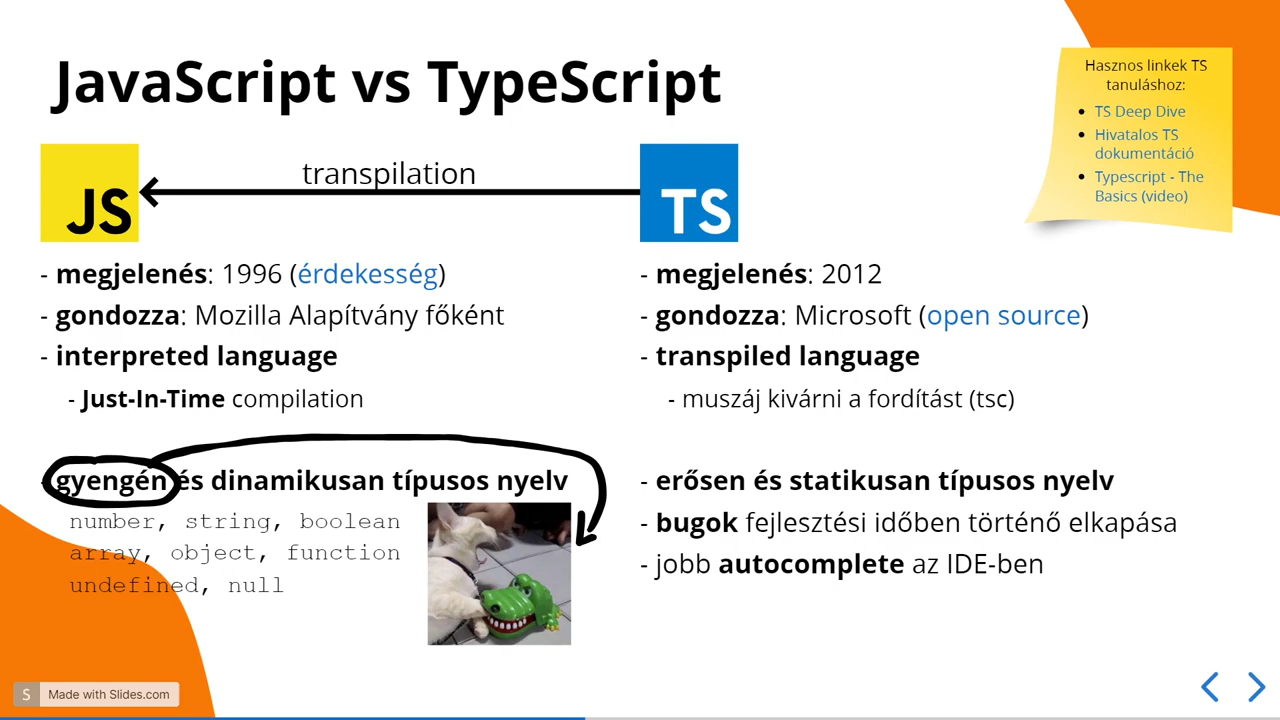 JavaScript vs TypeScript
Hasznos linkek TS
tanuláshoz:
TS Deep Dive
Hivatalos TS
dokumentáció
Typescript - The
Basics (video)
JS
transpilation
TS
- megjelenés: 1996 (érdekesség)
- gondozza: Mozilla Alapítvány főként
- interpreted language
- Just-In-Time compilation
- gyengén és dinamikusan típusos nyelv
number, string, boolean
array, object, function
undefined, null
- megjelenés: 2012
- gondozza: Microsoft (open source)
- transpiled language
- muszáj kivárni a fordítást (tsc)
- erősen és statikusan típusos nyelv
- bugok fejlesztési időben történő elkapása
- jobb autocomplete az IDE-ben
S Made with Slides.com